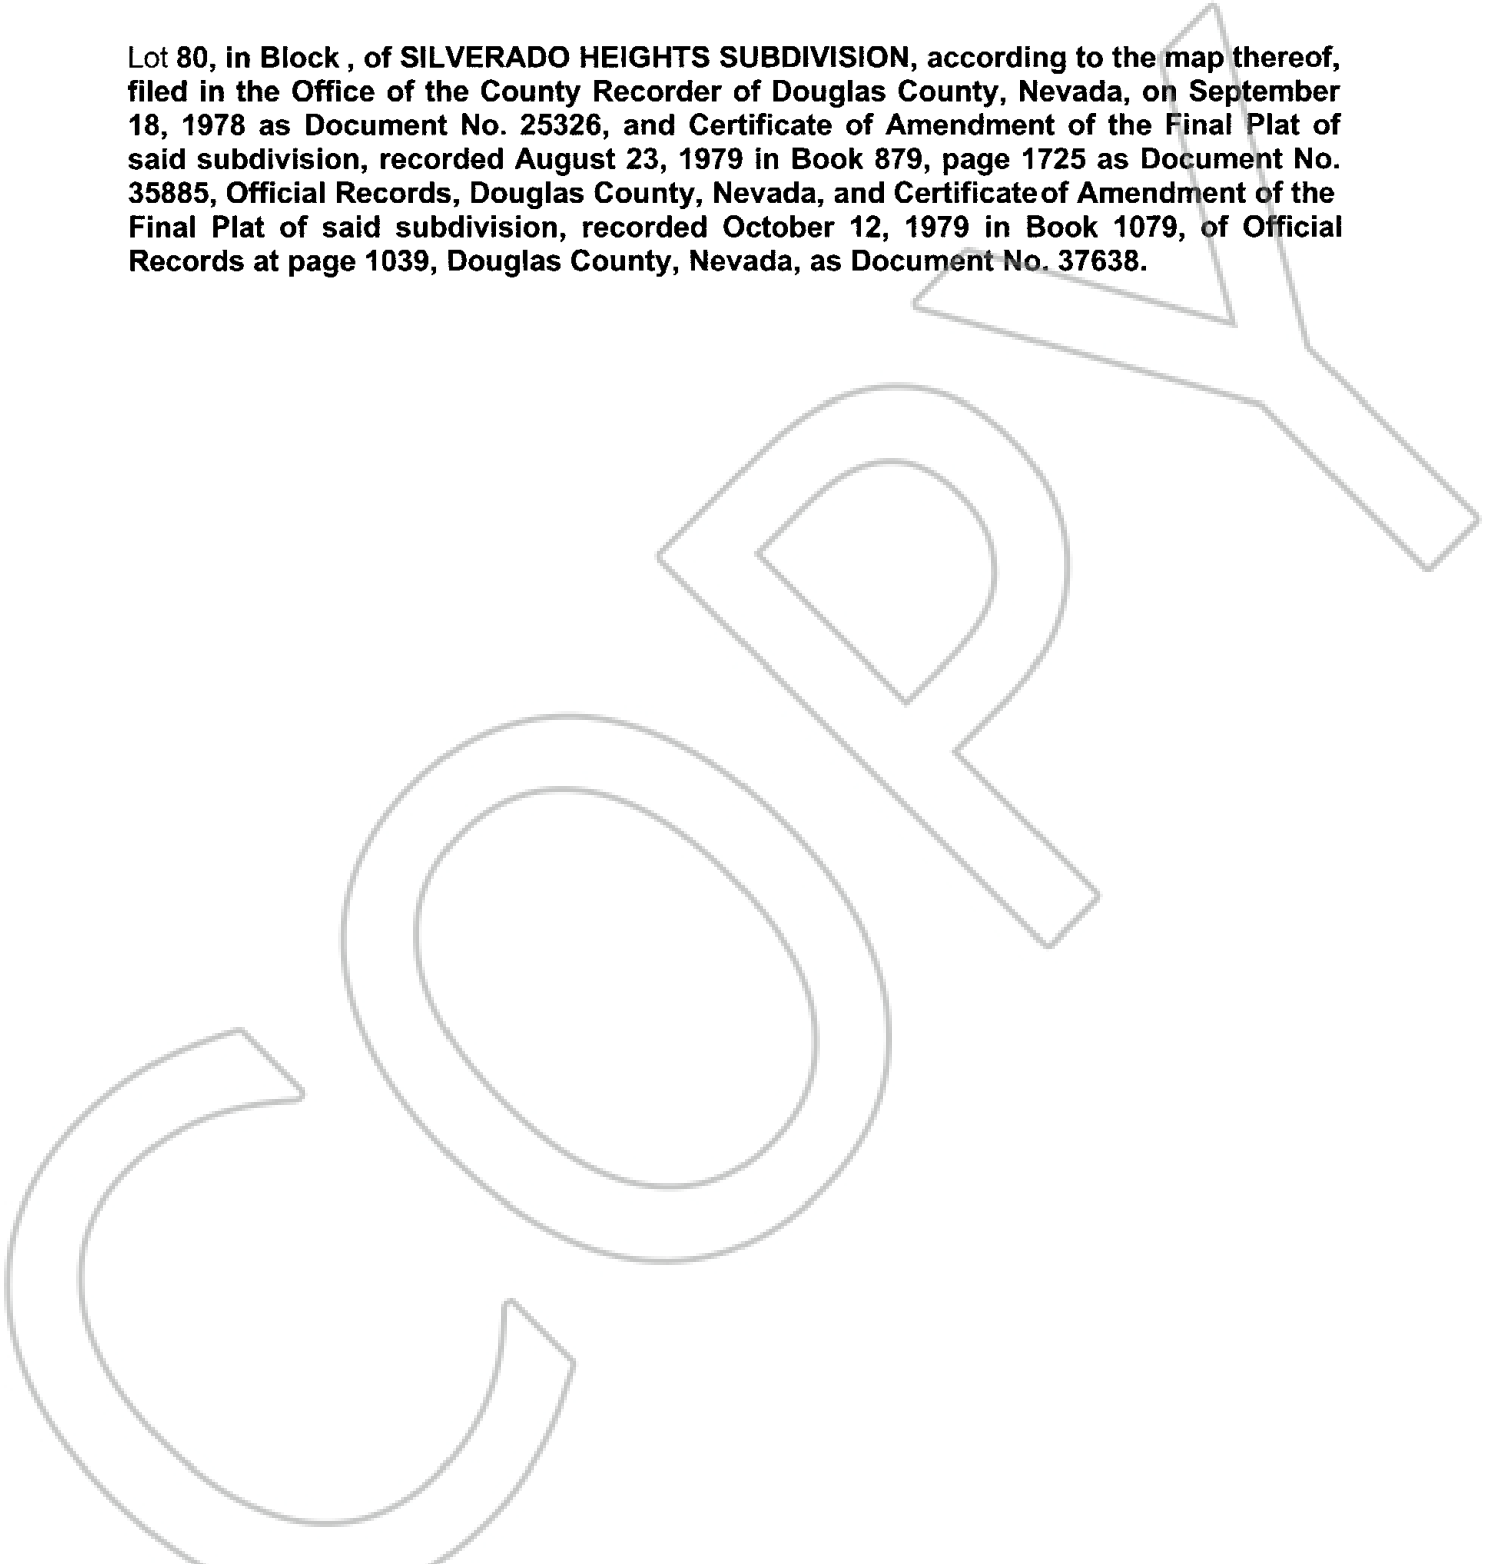 Lot 80, in Block , of SILVERADO HEIGHTS SUBDIVISION, according to the map thereof,
filed in the Office of the County Recorder of Douglas County, Nevada, on September
18, 1978 as Document No. 25326, and Certificate of Amendment of the Final Plat of
said subdivision, recorded August 23, 1979 in Book 879, page 1725 as Document No.
35885, Official Records, Douglas County, Nevada, and Certificate of Amendment of the
Final Plat of said subdivision, recorded October 12, 1979 in Book 1079, of Official
Records at page 1039, Douglas County, Nevada, as Document No. 37638.
COPY